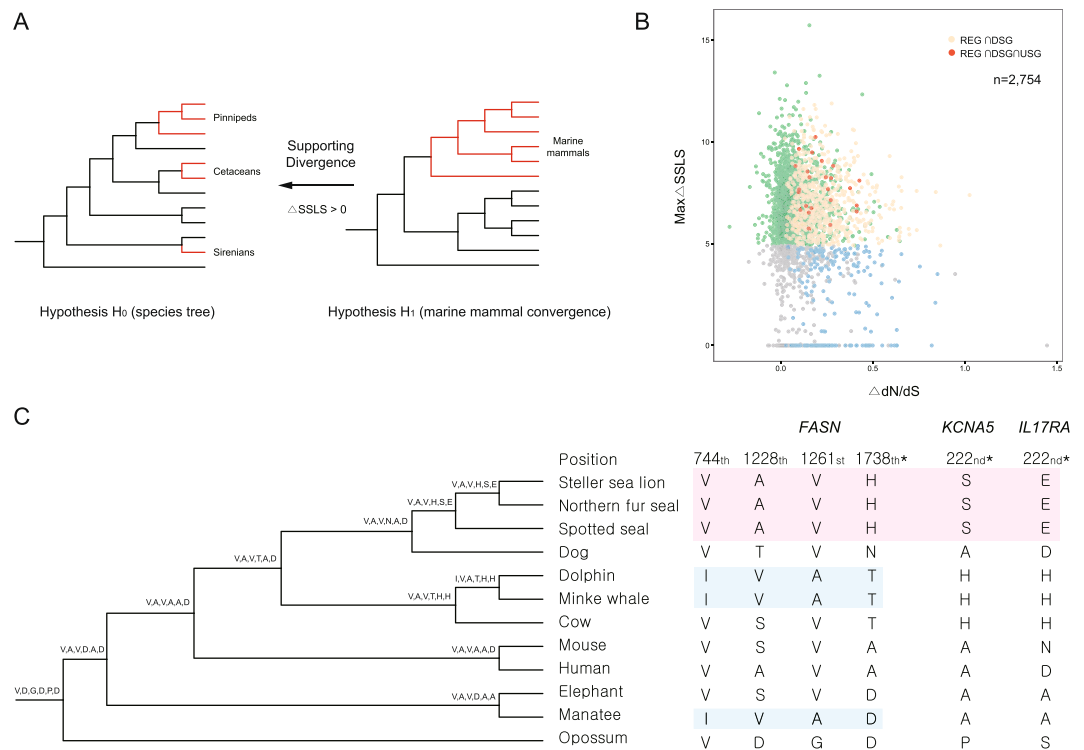 A
Pinnipeds
Cetaceans
Sirenians
Supporting
Divergence
△SSLS > 0
Marine
mammals
Hypothesis H0 (species tree)
Hypothesis H1 (marine mammal convergence)
B
REG ∩DSG
REG ∩DSG∩USG
n=2,754
Max△SSLS
15
10
5
0
0.0 0.5 1.0 1.5
△dN/dS
C
FASN KCNA5 IL17RA
Position 744th 1228th 1261st 1738th* 222nd* 222nd*
Steller sea lion V A V H S E
Northern fur seal V A V H S E
Spotted seal V A V H S E
Dog V T V N A D
Dolphin I V A T H H
Minke whale I V A T H H
Cow V S V T H H
Mouse V S V A A N
Human V A V A A D
Elephant V S V D A A
Manatee I V A D A A
Opossum V D G D P S
V,A,V,H,S,E
V,A,V,H,S,E
V,A,V,N,A,D
V,A,V,T,A,D
I,V,A,T,H,H
V,A,V,T,H,H
V,A,V,A,A,D
V,A,V,A,A,D
V,A,V,D.A,D
V,A,V,D,A,A
V,D,G,D,P,D